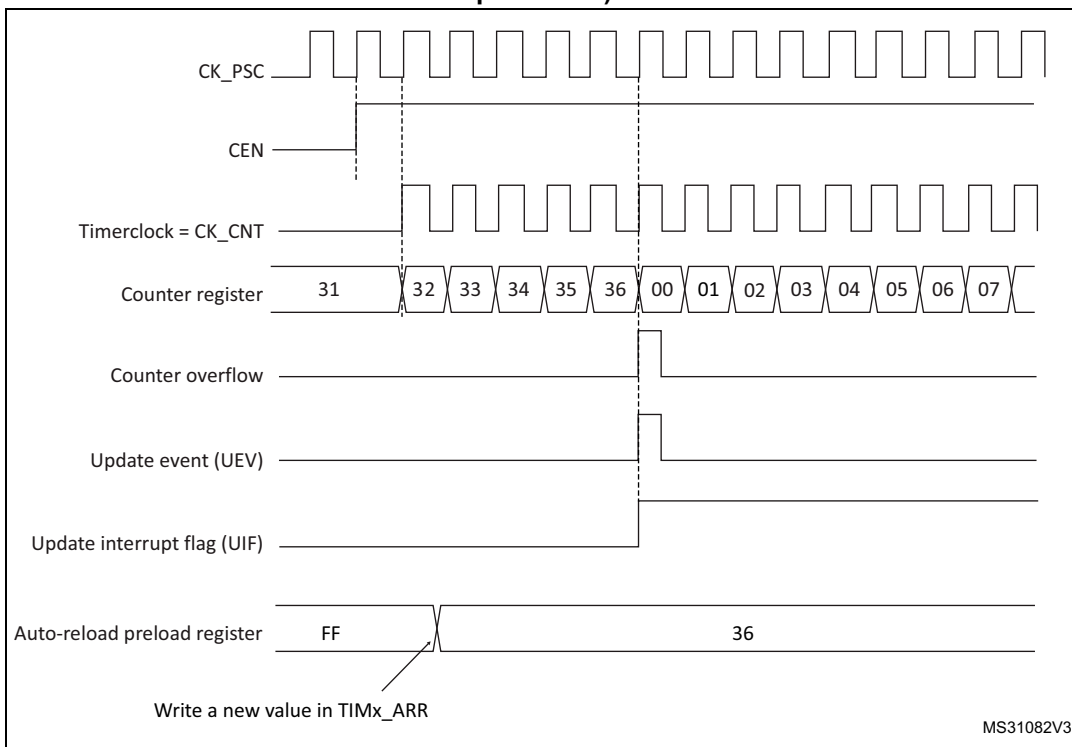 CK_PSC
CEN
Timerclock = CK_CNT
Counter register 31 32 33 34 35 36 00 01 02 03 04 05 06 07
Counter overflow
Update event (UEV)
Update interrupt flag (UIF)
Auto-reload preload register FF 36
Write a new value in TIMx_ARR
MS31082V3